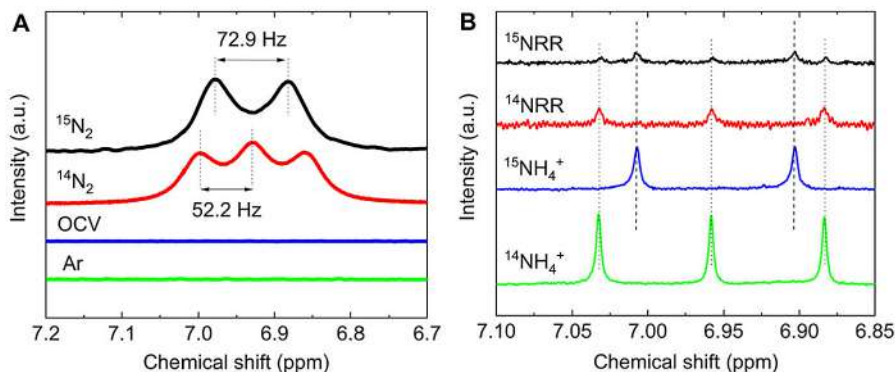 A
72.9 Hz
¹⁵N₂
¹⁴N₂
52.2 Hz
OCV
Ar
7.2 7.1 7.0 6.9 6.8 6.7
Chemical shift (ppm)
Intensity (a.u.)
B
¹⁵NRR
¹⁴NRR
¹⁵NH₄⁺
¹⁴NH₄⁺
7.10 7.05 7.00 6.95 6.90 6.85
Chemical shift (ppm)
Intensity (a.u.)